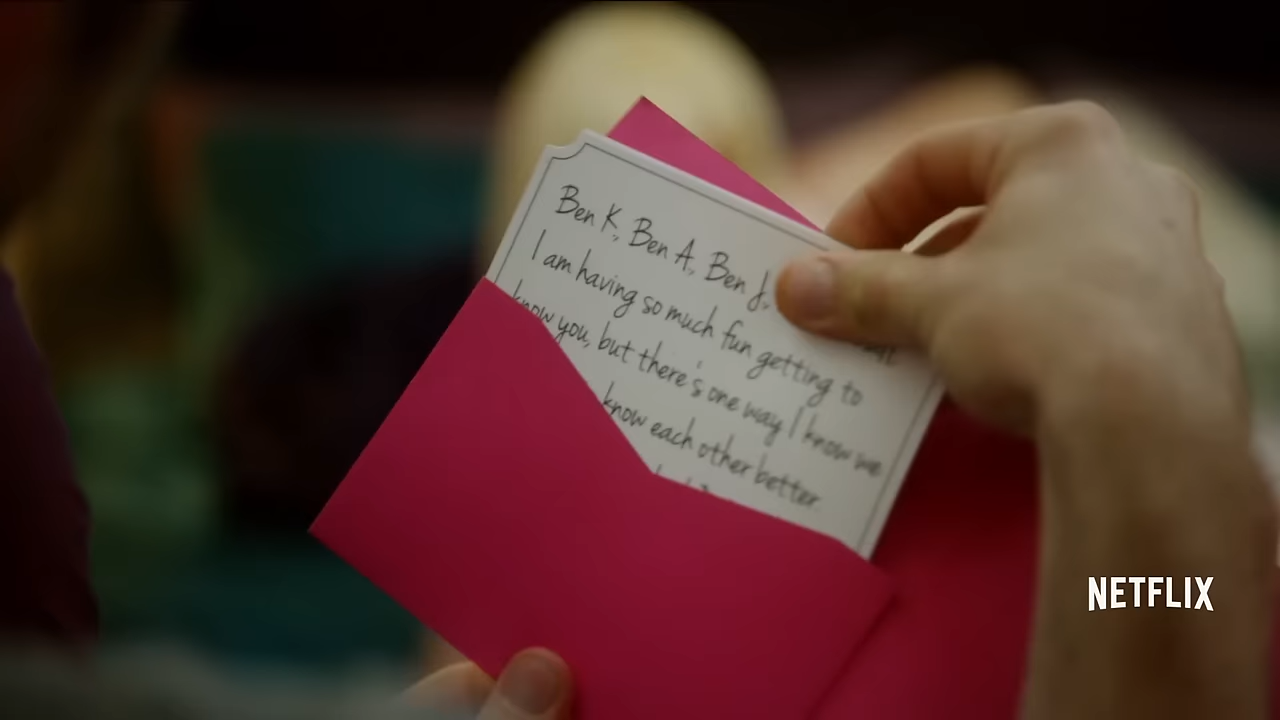 Ben K, Ben A, Ben J,
I am having so much fun getting to
know you, but there's one way I know we
know each other better.
NETFLIX